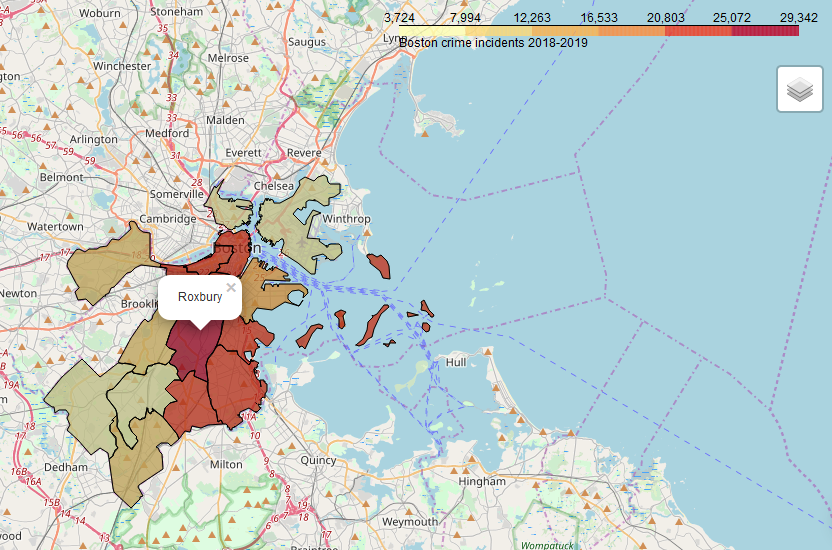 3,724 7,994 12,263 16,533 20,803 25,072 29,342
Boston crime incidents 2018-2019
Woburn
Stoneham
Lynn
Saugus
Winchester
Melrose
Malden
Medford
Arlington
Everett
Revere
Belmont
Chelsea
Somerville
Winthrop
Cambridge
Watertown
Boston
Newton
Roxbury
×
Hull
Dedham
Milton
Quincy
Hingham
Weymouth
Wompatuck